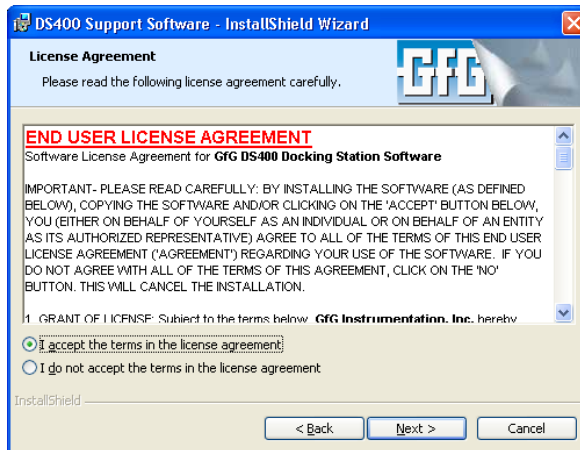 DS400 Support Software - InstallShield Wizard
License Agreement
Please read the following license agreement carefully.
GfG
END USER LICENSE AGREEMENT
Software License Agreement for GfG DS400 Docking Station Software
IMPORTANT- PLEASE READ CAREFULLY: BY INSTALLING THE SOFTWARE (AS DEFINED
BELOW), COPYING THE SOFTWARE AND/OR CLICKING ON THE 'ACCEPT' BUTTON BELOW,
YOU (EITHER ON BEHALF OF YOURSELF AS AN INDIVIDUAL OR ON BEHALF OF AN ENTITY
AS ITS AUTHORIZED REPRESENTATIVE) AGREE TO ALL OF THE TERMS OF THIS END USER
LICENSE AGREEMENT ('AGREEMENT') REGARDING YOUR USE OF THE SOFTWARE. IF YOU
DO NOT AGREE WITH ALL OF THE TERMS OF THIS AGREEMENT, CLICK ON THE 'NO'
BUTTON. THIS WILL CANCEL THE INSTALLATION.
1. GRANT OF LICENSE: Subject to the terms below, GfG Instrumentation, Inc. hereby
I accept the terms in the license agreement
I do not accept the terms in the license agreement
InstallShield
< Back
Next >
Cancel